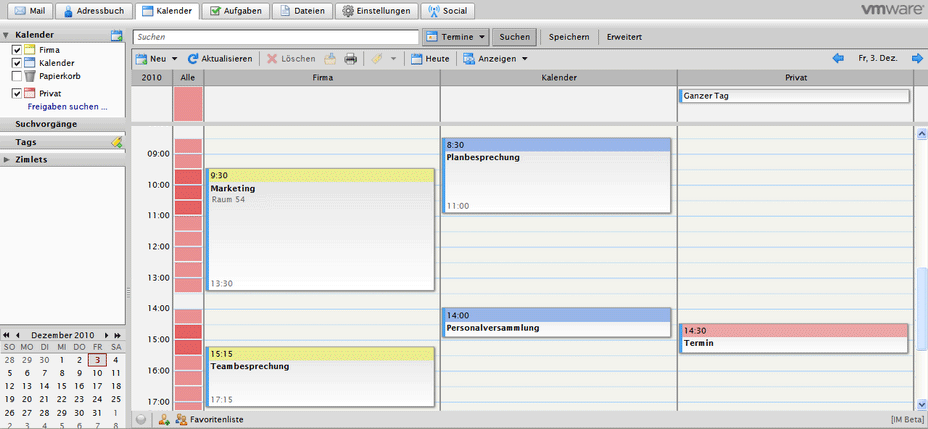 Mail Adressbuch Kalender Aufgaben Dateien Einstellungen Social vmware
Kalender
Firma
Kalender
Papierkorb
Privat
Freigaben suchen ...
Suchvorgänge
Tags
Zimlets
Suchen Termine Suchen Speichern Erweitert
Neu Aktualisieren Löschen Heute Anzeigen Fr, 3. Dez.
2010 Alle Firma Kalender Privat
Ganzer Tag
09:00
10:00
11:00
12:00
13:00
14:00
15:00
16:00
17:00
9:30
Marketing
Raum 54
13:30
15:15
Teambesprechung
17:15
8:30
Planbesprechung
11:00
14:00
Personalversammlung
14:30
Termin
Dezember 2010
SO MO DI MI DO FR SA
28 29 30 1 2 3 4
5 6 7 8 9 10 11
12 13 14 15 16 17 18
19 20 21 22 23 24 25
26 27 28 29 30 31 1
2 3 4 5 6 7 8
Favoritenliste [IM Beta]